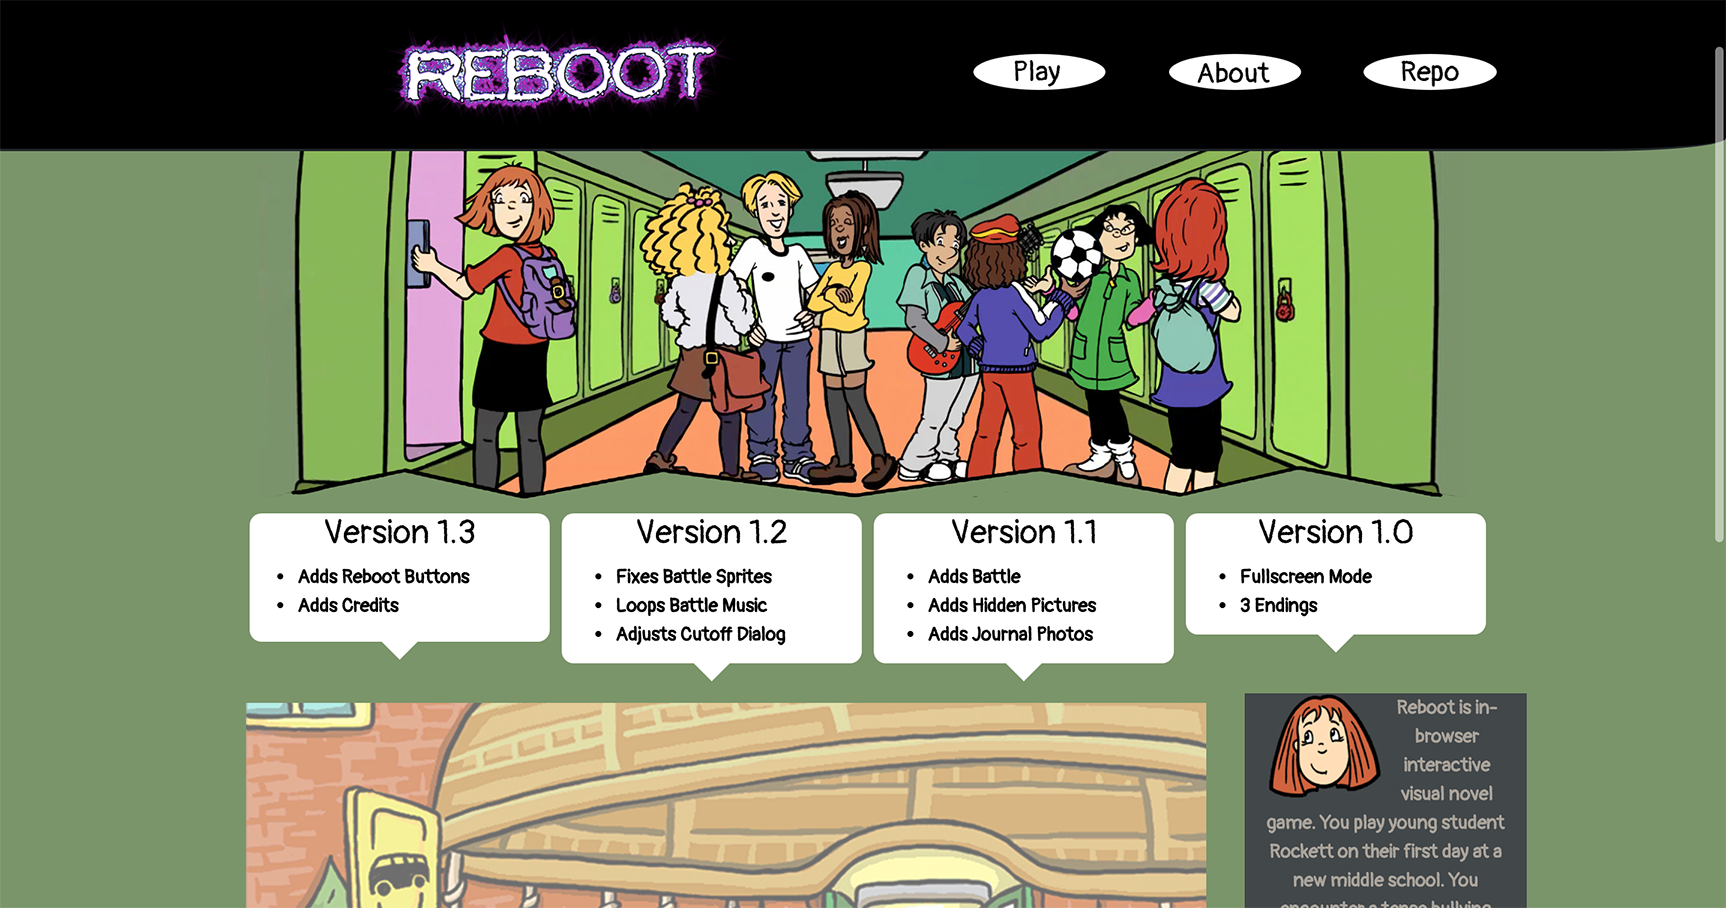 REBOOT
Play
About
Repo
Version 1.3
Adds Reboot Buttons
Adds Credits
Version 1.2
Fixes Battle Sprites
Loops Battle Music
Adjusts Cutoff Dialog
Version 1.1
Adds Battle
Adds Hidden Pictures
Adds Journal Photos
Version 1.0
Fullscreen Mode
3 Endings
Reboot is in-
browser
interactive
visual novel
game. You play young student
Rockett on their first day at a
new middle school. You
encounter a tense bullying